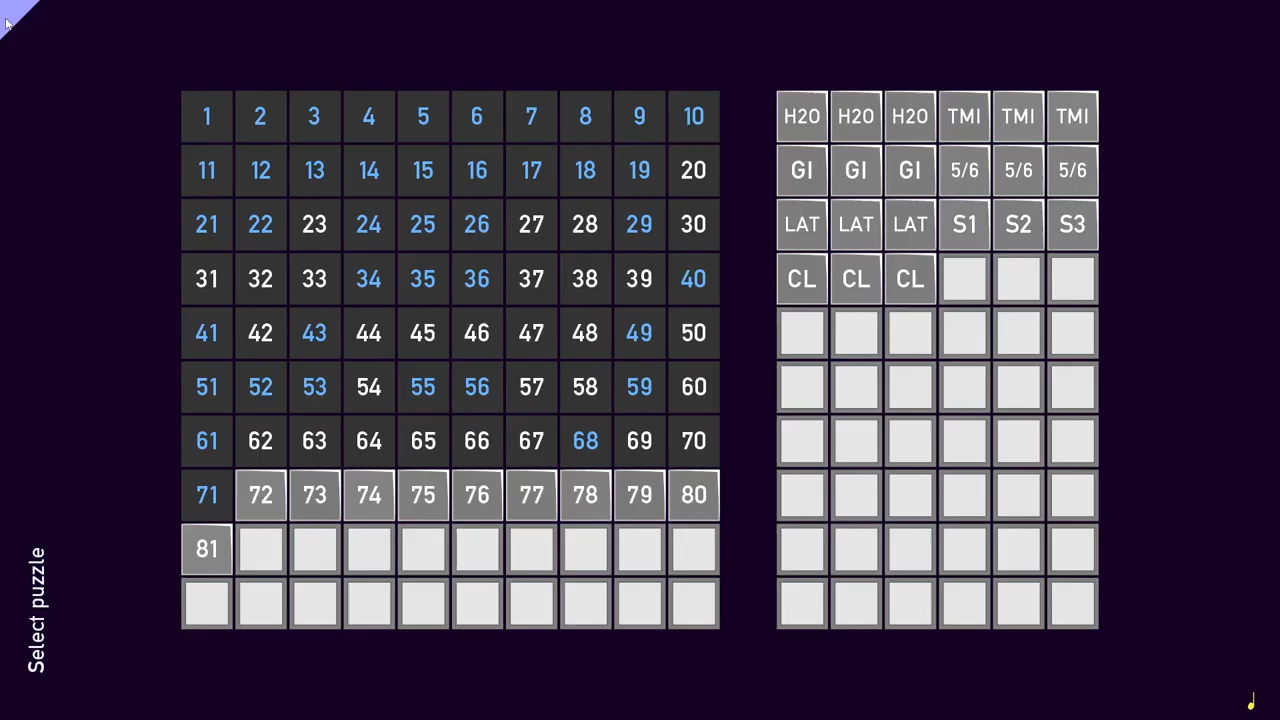 1 2 3 4 5 6 7 8 9 10 H2O H2O H2O TMI TMI TMI
11 12 13 14 15 16 17 18 19 20 GI GI GI 5/6 5/6 5/6
21 22 23 24 25 26 27 28 29 30 LAT LAT LAT S1 S2 S3
31 32 33 34 35 36 37 38 39 40 CL CL CL
41 42 43 44 45 46 47 48 49 50
51 52 53 54 55 56 57 58 59 60
61 62 63 64 65 66 67 68 69 70
71 72 73 74 75 76 77 78 79 80
81
Select puzzle